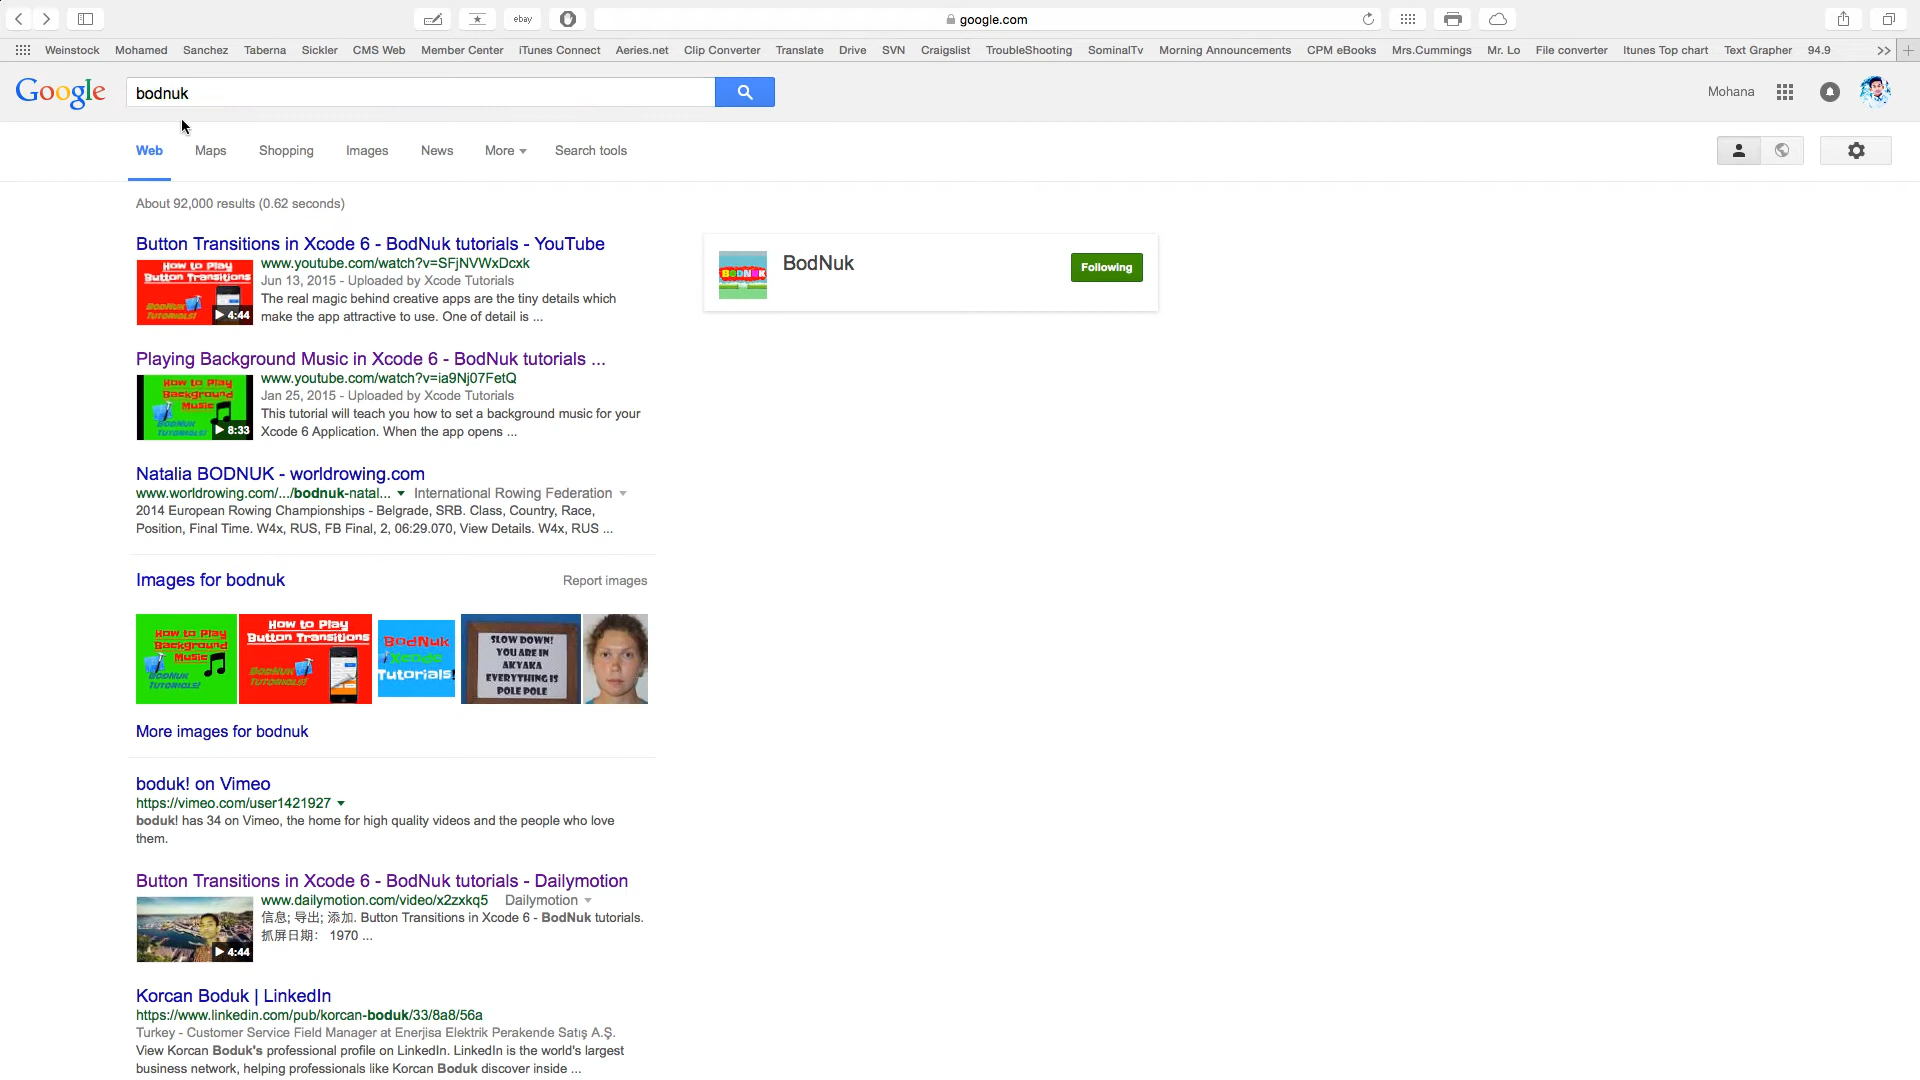 ebay
google.com
Weinstock Mohamed Sanchez Taberna Sickler CMS Web Member Center iTunes Connect Aeries.net Clip Converter Translate Drive SVN Craigslist TroubleShooting SominalTv Morning Announcements CPM eBooks Mrs.Cummings Mr. Lo File converter Itunes Top chart Text Grapher 94.9 >>
Google
bodnuk
Mohana
Web Maps Shopping Images News More Search tools
About 92,000 results (0.62 seconds)
Button Transitions in Xcode 6 - BodNuk tutorials - YouTube
How to Play
Button Transitions
BODNUK
TUTORIALS!
4:44
www.youtube.com/watch?v=SFjNVWxDcxk
Jun 13, 2015 - Uploaded by Xcode Tutorials
The real magic behind creative apps are the tiny details which
make the app attractive to use. One of detail is ...
BODNUK
BodNuk
Following
Playing Background Music in Xcode 6 - BodNuk tutorials ...
How to Play
Background
Music
BODNUK
TUTORIALS!
8:33
www.youtube.com/watch?v=ia9Nj07FetQ
Jan 25, 2015 - Uploaded by Xcode Tutorials
This tutorial will teach you how to set a background music for your
Xcode 6 Application. When the app opens ...
Natalia BODNUK - worldrowing.com
www.worldrowing.com/.../bodnuk-natal... International Rowing Federation
2014 European Rowing Championships - Belgrade, SRB. Class, Country, Race,
Position, Final Time. W4x, RUS, FB Final, 2, 06:29.070, View Details. W4x, RUS ...
Images for bodnuk
Report images
How to Play
Background
Music
BODNUK
TUTORIALS!
How to Play
Button Transitions
BODNUK
TUTORIALS!
BodNuk
Tutorials!
SLOW DOWN!
YOU ARE IN
AKYAKA
EVERYTHING IS
POLE POLE
More images for bodnuk
boduk! on Vimeo
https://vimeo.com/user1421927
boduk! has 34 on Vimeo, the home for high quality videos and the people who love
them.
Button Transitions in Xcode 6 - BodNuk tutorials - Dailymotion
4:44
www.dailymotion.com/video/x2zxkq5 Dailymotion
信息; 导出; 添加. Button Transitions in Xcode 6 - BodNuk tutorials.
抓屏日期： 1970 ...
Korcan Boduk | LinkedIn
https://www.linkedin.com/pub/korcan-boduk/33/8a8/56a
Turkey - Customer Service Field Manager at Enerjisa Elektrik Perakende Satış A.Ş.
View Korcan Boduk's professional profile on LinkedIn. LinkedIn is the world's largest
business network, helping professionals like Korcan Boduk discover inside ...